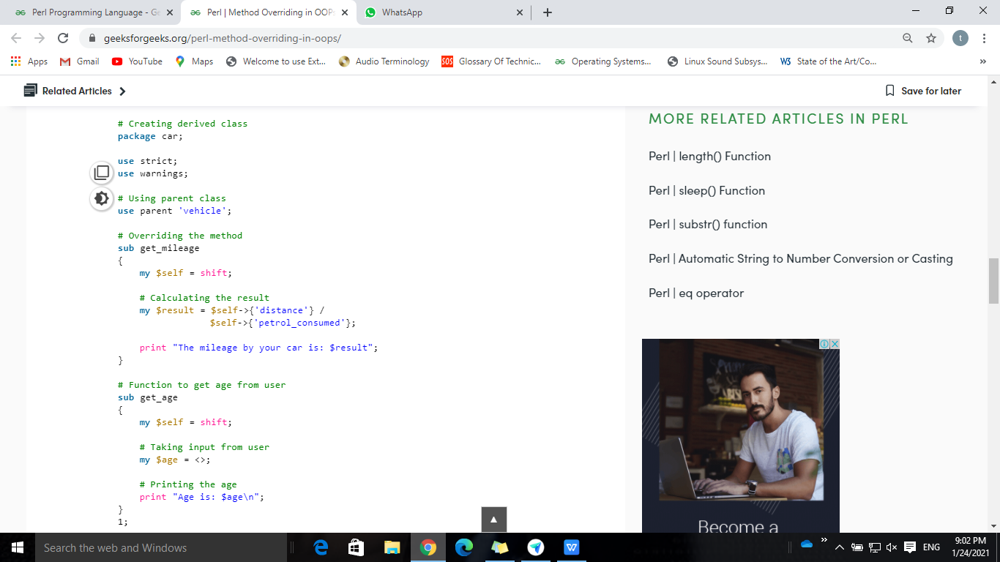 Perl Programming Language - Ge
Perl | Method Overriding in OOPs
WhatsApp
geeksforgeeks.org/perl-method-overriding-in-oops/
t
Apps
Gmail
YouTube
Maps
Welcome to use Ext...
Audio Terminology
SOS
Glossary Of Technic...
Operating Systems...
Linux Sound Subsys...
W3
State of the Art/Co...
»
Related Articles
Save for later
# Creating derived class
package car;
use strict;
use warnings;
# Using parent class
use parent 'vehicle';
# Overriding the method
sub get_mileage
{
my $self = shift;
# Calculating the result
my $result = $self->{'distance'} /
$self->{'petrol_consumed'};
print "The mileage by your car is: $result";
}
# Function to get age from user
sub get_age
{
my $self = shift;
# Taking input from user
my $age = <>;
# Printing the age
print "Age is: $age\n";
}
1;
MORE RELATED ARTICLES IN PERL
Perl | length() Function
Perl | sleep() Function
Perl | substr() function
Perl | Automatic String to Number Conversion or Casting
Perl | eq operator
Become a
Search the web and Windows
W
»
ENG
9:02 PM
1/24/2021